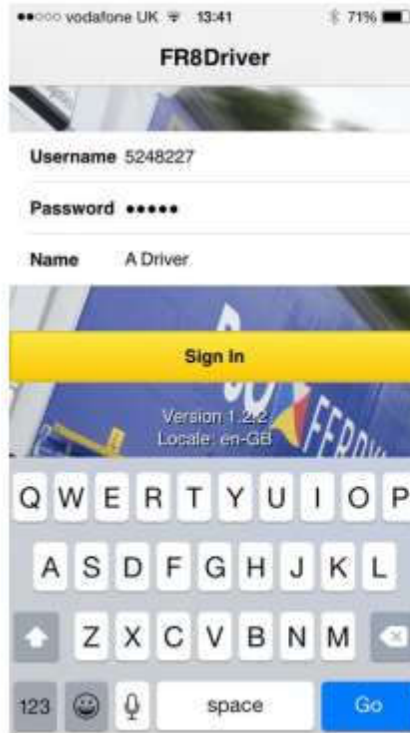 vodafone UK 13:41 71%
FR8Driver
Username 5248227
Password •••••
Name A Driver
Sign In
Version 1.2.2
Locale: en-GB
Q W E R T Y U I O P
A S D F G H J K L
Z X C V B N M
123 space Go